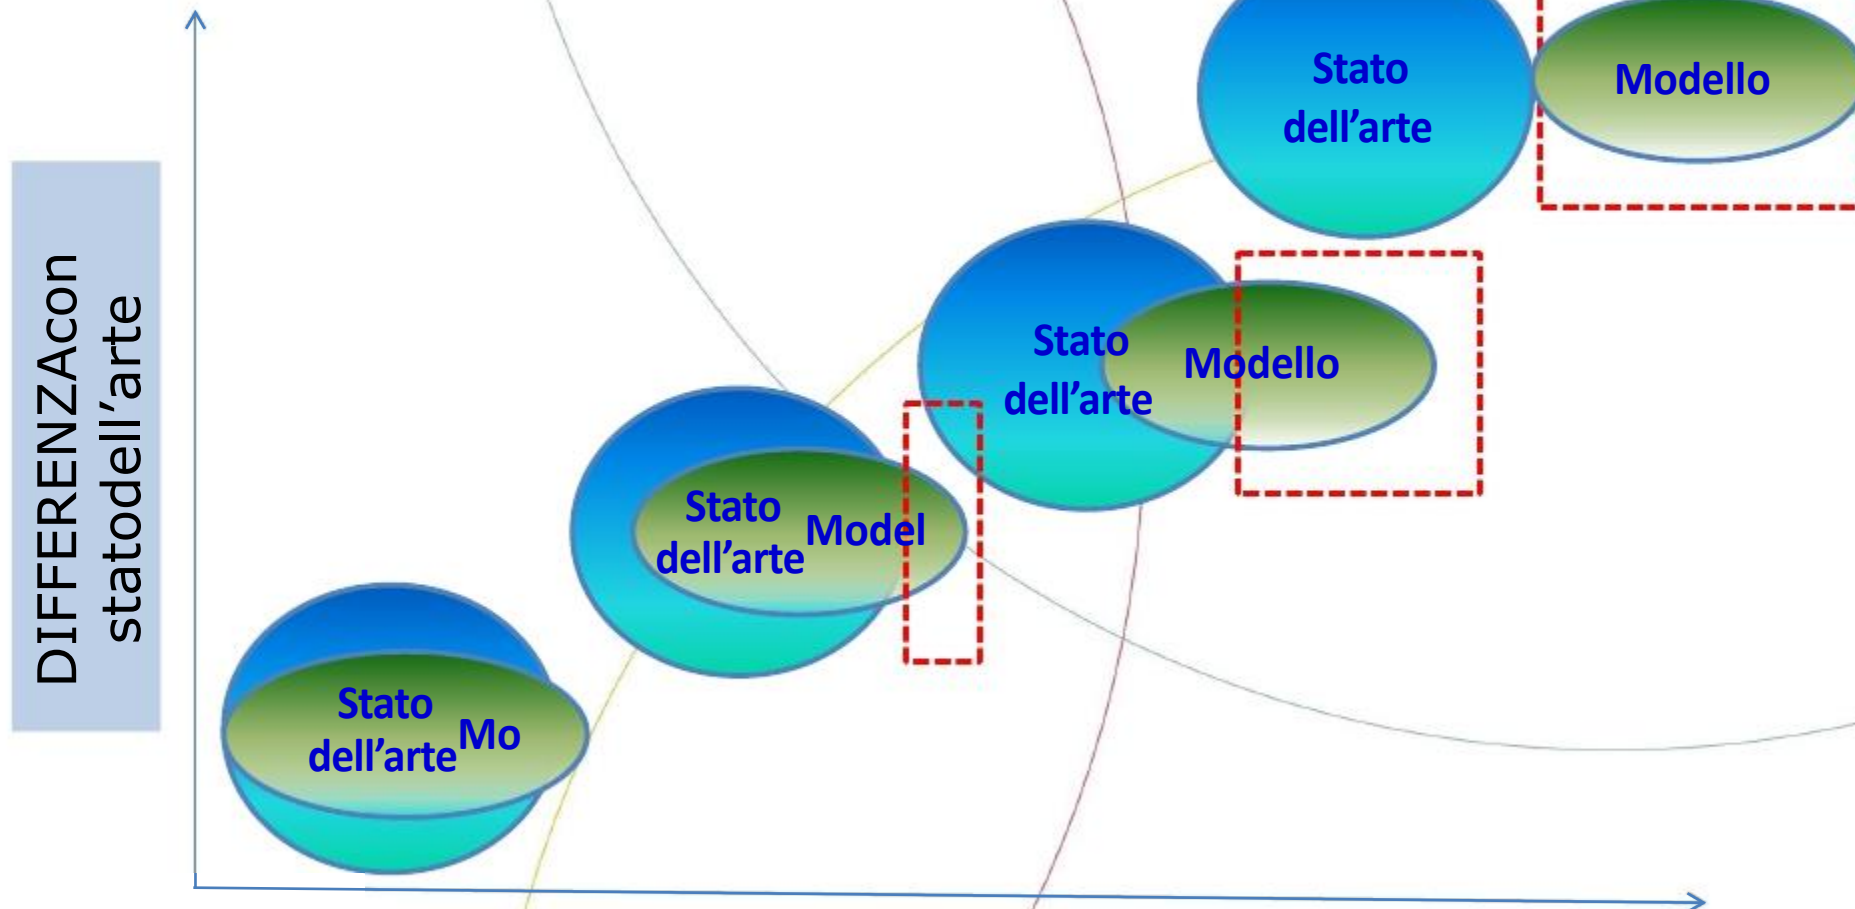 DIFFERENZAcon
statodell’arte
Stato
dell’arte
Modello
Stato
dell’arte
Modello
Stato
dell’arte
Model
Stato
dell’arte
Mo